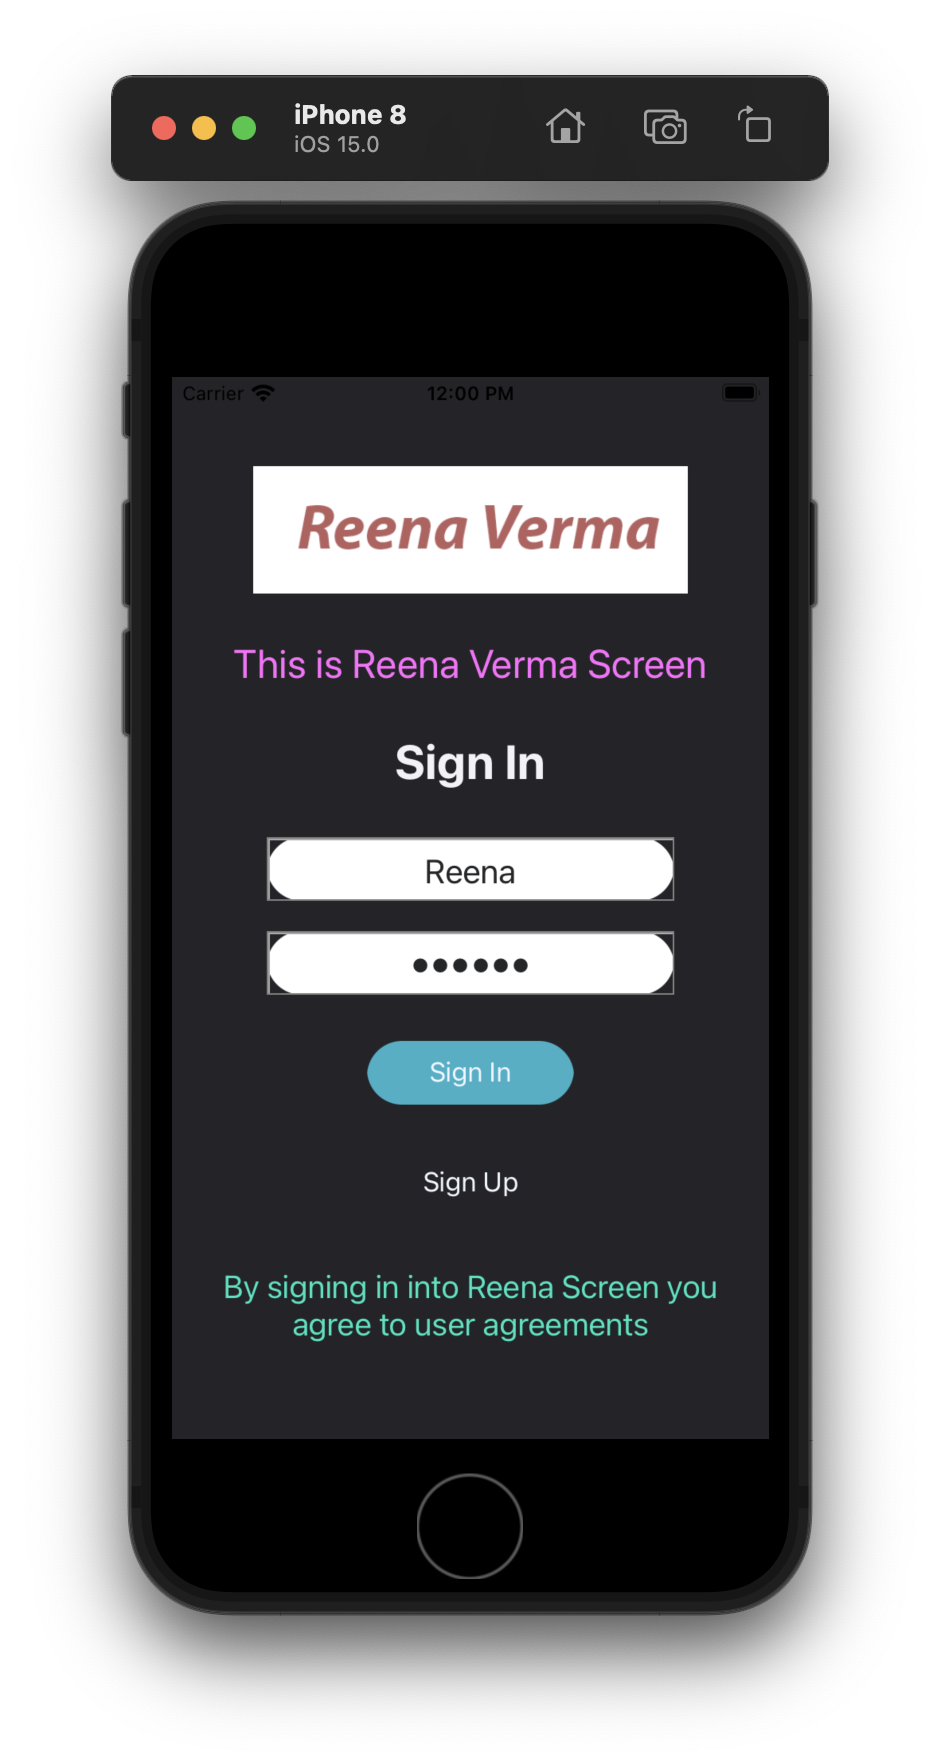 iPhone 8
iOS 15.0
Carrier 12:00 PM
Reena Verma
This is Reena Verma Screen
Sign In
Reena
••••••
Sign In
Sign Up
By signing in into Reena Screen you
agree to user agreements